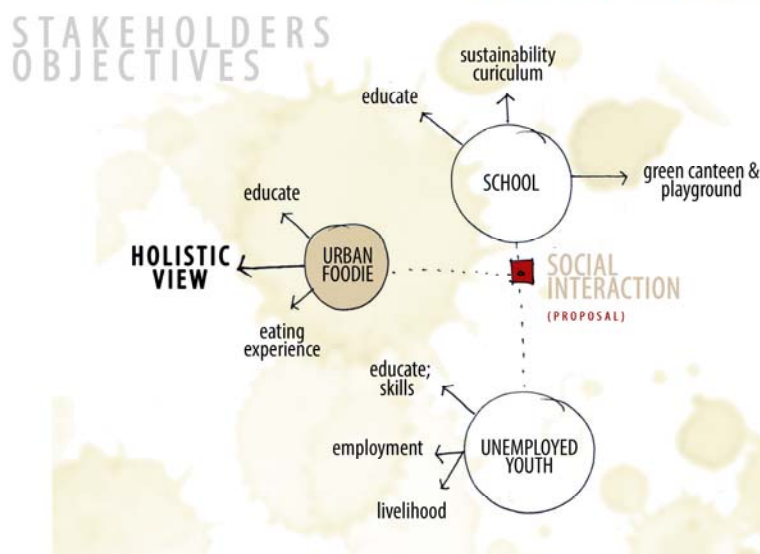 STAKEHOLDERS
OBJECTIVES
sustainability
curiculum
educate
SCHOOL
green canteen &
playground
educate
HOLISTIC
VIEW
URBAN
FOODIE
SOCIAL
INTERACTION
(PROPOSAL)
eating
experience
educate;
skills
employment
UNEMPLOYED
YOUTH
livelihood